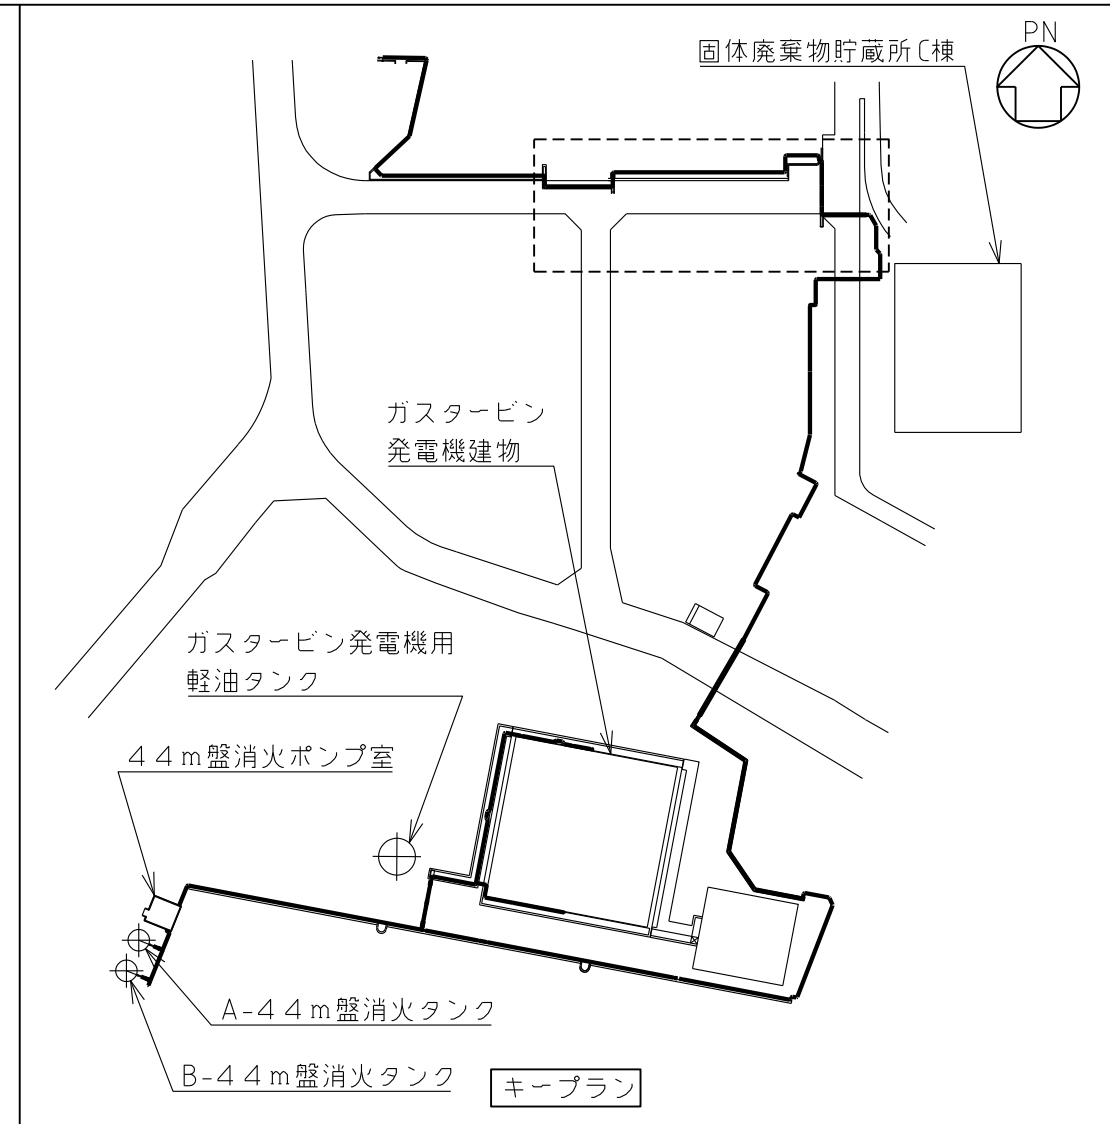 PN
固体廃棄物貯蔵所C棟
ガスタービン
発電機建物
ガスタービン発電機用
軽油タンク
44m盤消火ポンプ室
A-44m盤消火タンク
B-44m盤消火タンク
キープラン